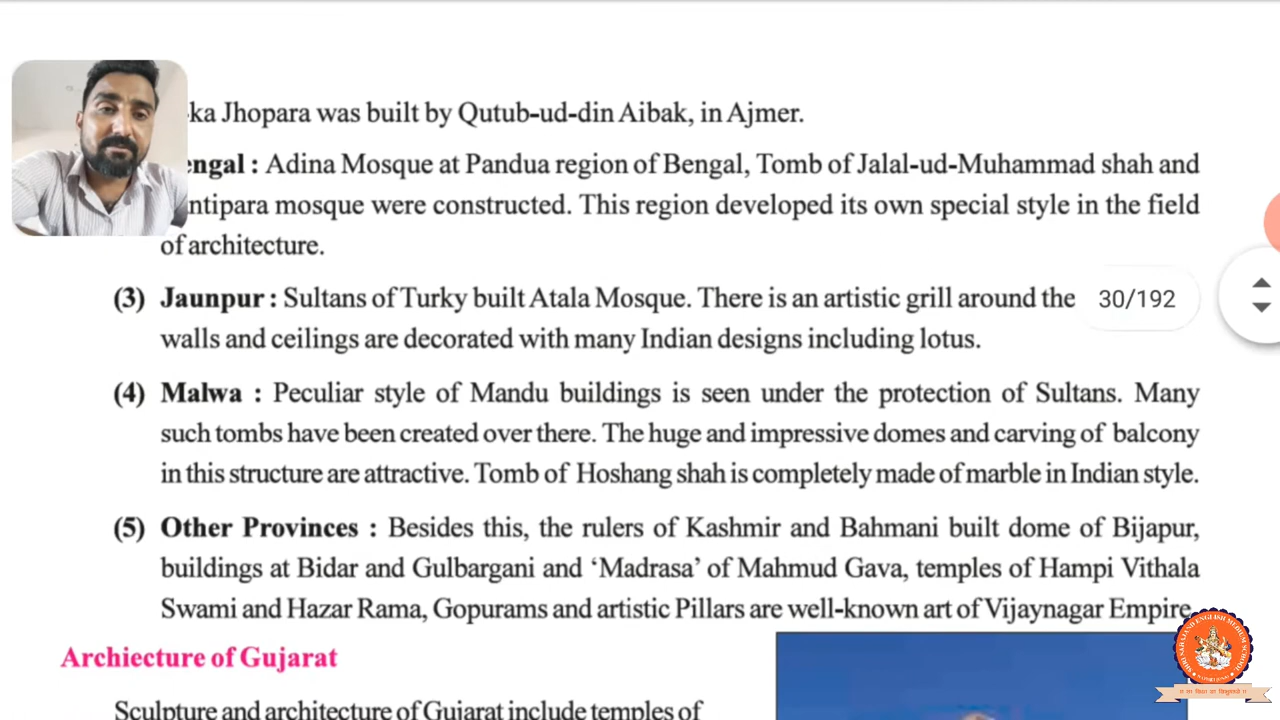 ka Jhopara was built by Qutub-ud-din Aibak, in Ajmer.
engal : Adina Mosque at Pandua region of Bengal, Tomb of Jalal-ud-Muhammad shah and
ntipara mosque were constructed. This region developed its own special style in the field
of architecture.
(3) Jaunpur : Sultans of Turky built Atala Mosque. There is an artistic grill around the
30/192
walls and ceilings are decorated with many Indian designs including lotus.
(4) Malwa : Peculiar style of Mandu buildings is seen under the protection of Sultans. Many
such tombs have been created over there. The huge and impressive domes and carving of balcony
in this structure are attractive. Tomb of Hoshang shah is completely made of marble in Indian style.
(5) Other Provinces : Besides this, the rulers of Kashmir and Bahmani built dome of Bijapur,
buildings at Bidar and Gulbargani and ‘Madrasa’ of Mahmud Gava, temples of Hampi Vithala
Swami and Hazar Rama, Gopurams and artistic Pillars are well-known art of Vijaynagar Empire.
Archiecture of Gujarat
Sculpture and architecture of Gujarat include temples of
SHRI SAHAJANAND ENGLISH MEDIUM SCHOOL